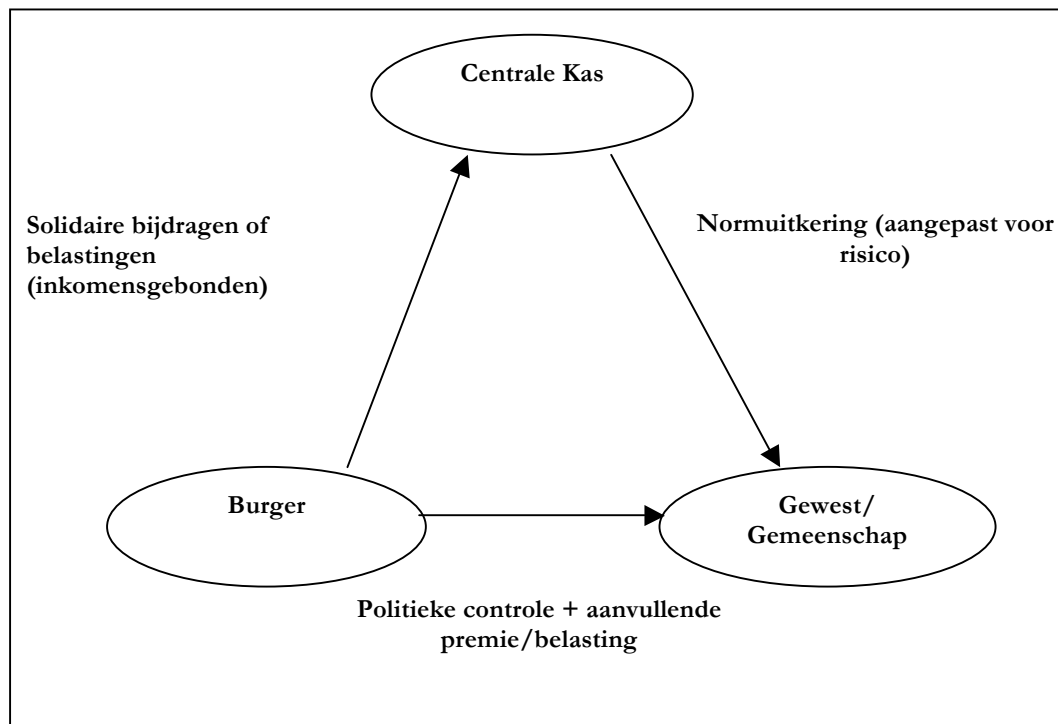 Centrale Kas
Solidaire bijdragen of
belastingen
(inkomensgebonden)
Normuitkering (aangepast voor
risico)
Burger
Gewest/
Gemeenschap
Politieke controle + aanvullende
premie/belasting